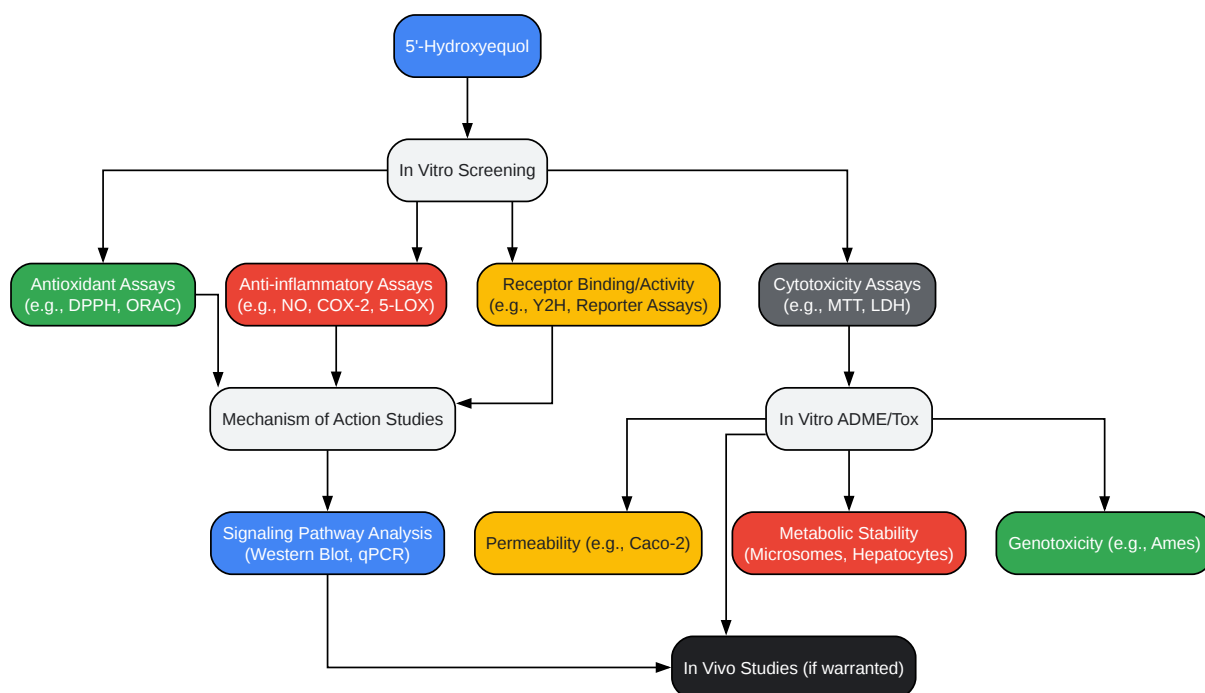 5'-Hydroxyequol
In Vitro Screening
Antioxidant Assays
(e.g., DPPH, ORAC)
Anti-inflammatory Assays
(e.g., NO, COX-2, 5-LOX)
Receptor Binding/Activity
(e.g., Y2H, Reporter Assays)
Cytotoxicity Assays
(e.g., MTT, LDH)
Mechanism of Action Studies
In Vitro ADME/Tox
Signaling Pathway Analysis
(Western Blot, qPCR)
Permeability (e.g., Caco-2)
Metabolic Stability
(Microsomes, Hepatocytes)
Genotoxicity (e.g., Ames)
In Vivo Studies (if warranted)